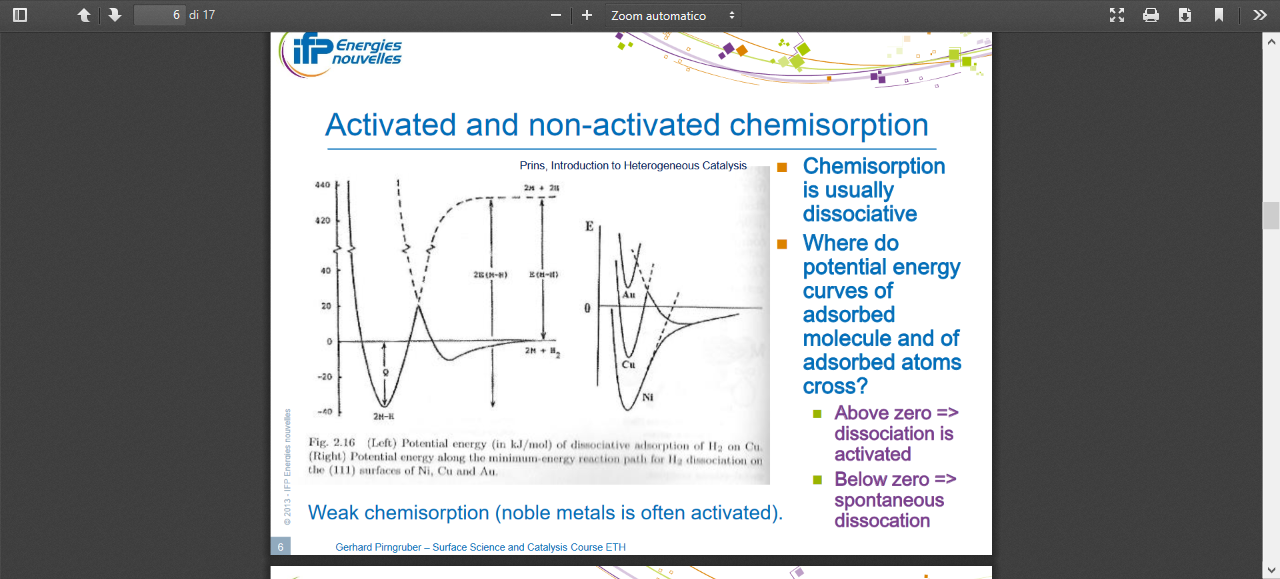 6 di 17
Zoom automatico
ifp Energies
nouvelles
Activated and non-activated chemisorption
Prins, Introduction to Heterogeneous Catalysis
440
420
40
20
0
-20
-40
2M + 2H
2E(M-H)
E(H-H)
2M + H2
Q
2M-H
E
0
Au
Cu
Ni
Fig. 2.16 (Left) Potential energy (in kJ/mol) of dissociative adsorption of H2 on Cu.
(Right) Potential energy along the minimum-energy reaction path for H2 dissociation on
the (111) surfaces of Ni, Cu and Au.
Weak chemisorption (noble metals is often activated).
Chemisorption
is usually
dissociative
Where do
potential energy
curves of
adsorbed
molecule and of
adsorbed atoms
cross?
Above zero =>
dissociation is
activated
Below zero =>
spontaneous
dissocation
© 2013 - IFP Energies nouvelles
6
Gerhard Pirngruber – Surface Science and Catalysis Course ETH